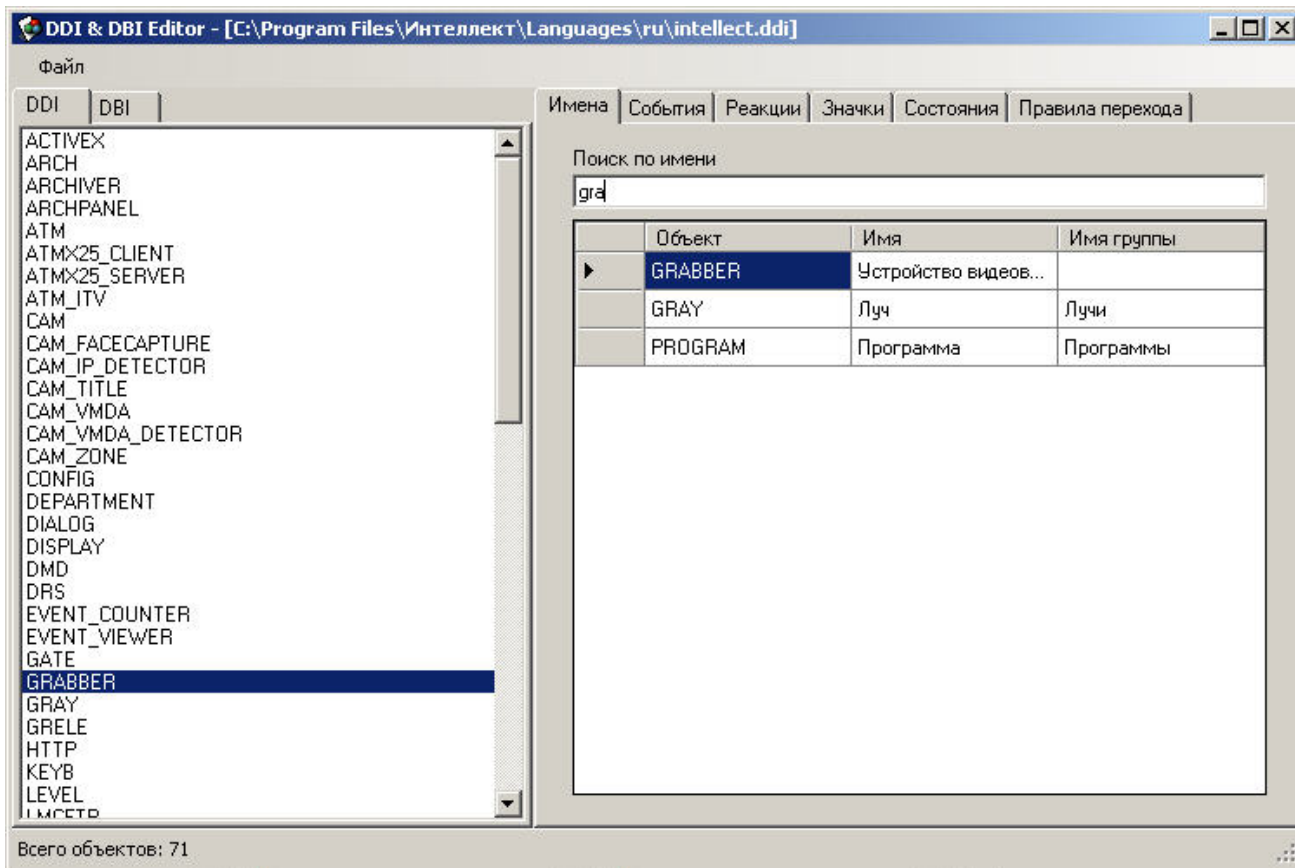 DDI & DBI Editor - [C:\Program Files\Интеллект\Languages\ru\intellect.ddi]
Файл
DDI DBI
ACTIVEX
ARCH
ARCHIVER
ARCHPANEL
ATM
ATMX25_CLIENT
ATMX25_SERVER
ATM_ITV
CAM
CAM_FACECAPTURE
CAM_IP_DETECTOR
CAM_TITLE
CAM_VMDA
CAM_VMDA_DETECTOR
CAM_ZONE
CONFIG
DEPARTMENT
DIALOG
DISPLAY
DMD
DRS
EVENT_COUNTER
EVENT_VIEWER
GATE
GRABBER
GRAY
GRELE
HTTP
KEYB
LEVEL
Имена События Реакции Значки Состояния Правила перехода
Поиск по имени
gra
Объект Имя Имя группы
GRABBER Устройство видеов...
GRAY Луч Лучи
PROGRAM Программа Программы
Всего объектов: 71